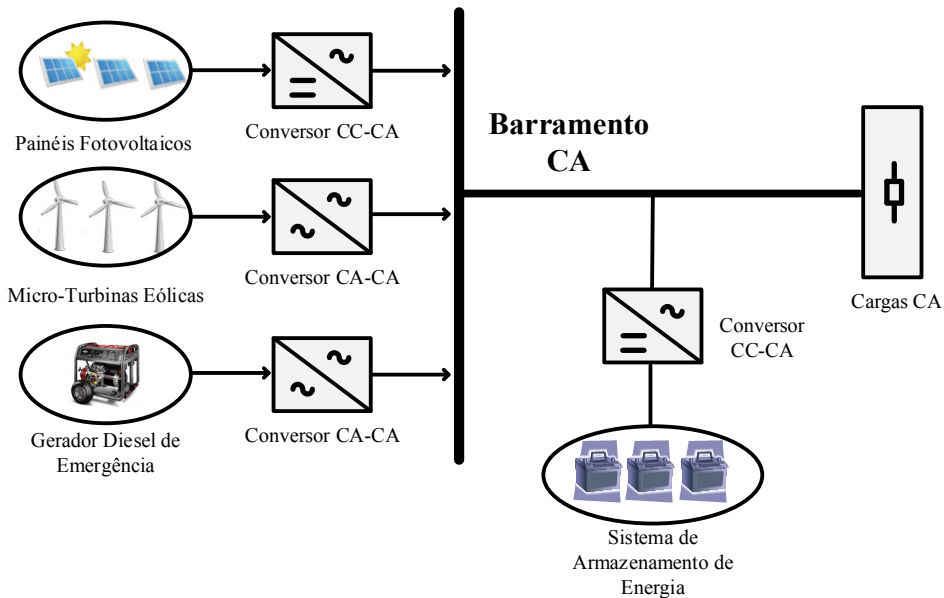 Painéis Fotovoltaicos
Conversor CC-CA
Barramento
CA
Micro-Turbinas Eólicas
Conversor CA-CA
Cargas CA
Conversor
CC-CA
Gerador Diesel de
Emergência
Conversor CA-CA
Sistema de
Armazenamento de
Energia